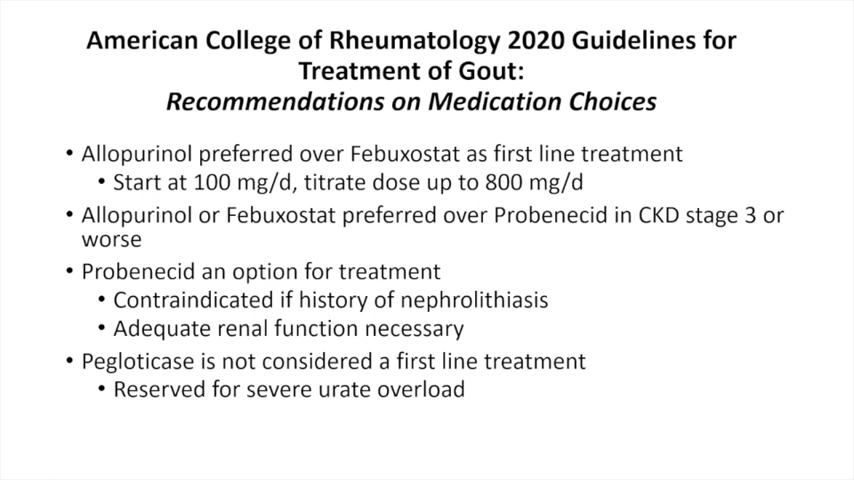 American College of Rheumatology 2020 Guidelines for
Treatment of Gout:
Recommendations on Medication Choices
• Allopurinol preferred over Febuxostat as first line treatment
• Start at 100 mg/d, titrate dose up to 800 mg/d
• Allopurinol or Febuxostat preferred over Probenecid in CKD stage 3 or
worse
• Probenecid an option for treatment
• Contraindicated if history of nephrolithiasis
• Adequate renal function necessary
• Pegloticase is not considered a first line treatment
• Reserved for severe urate overload